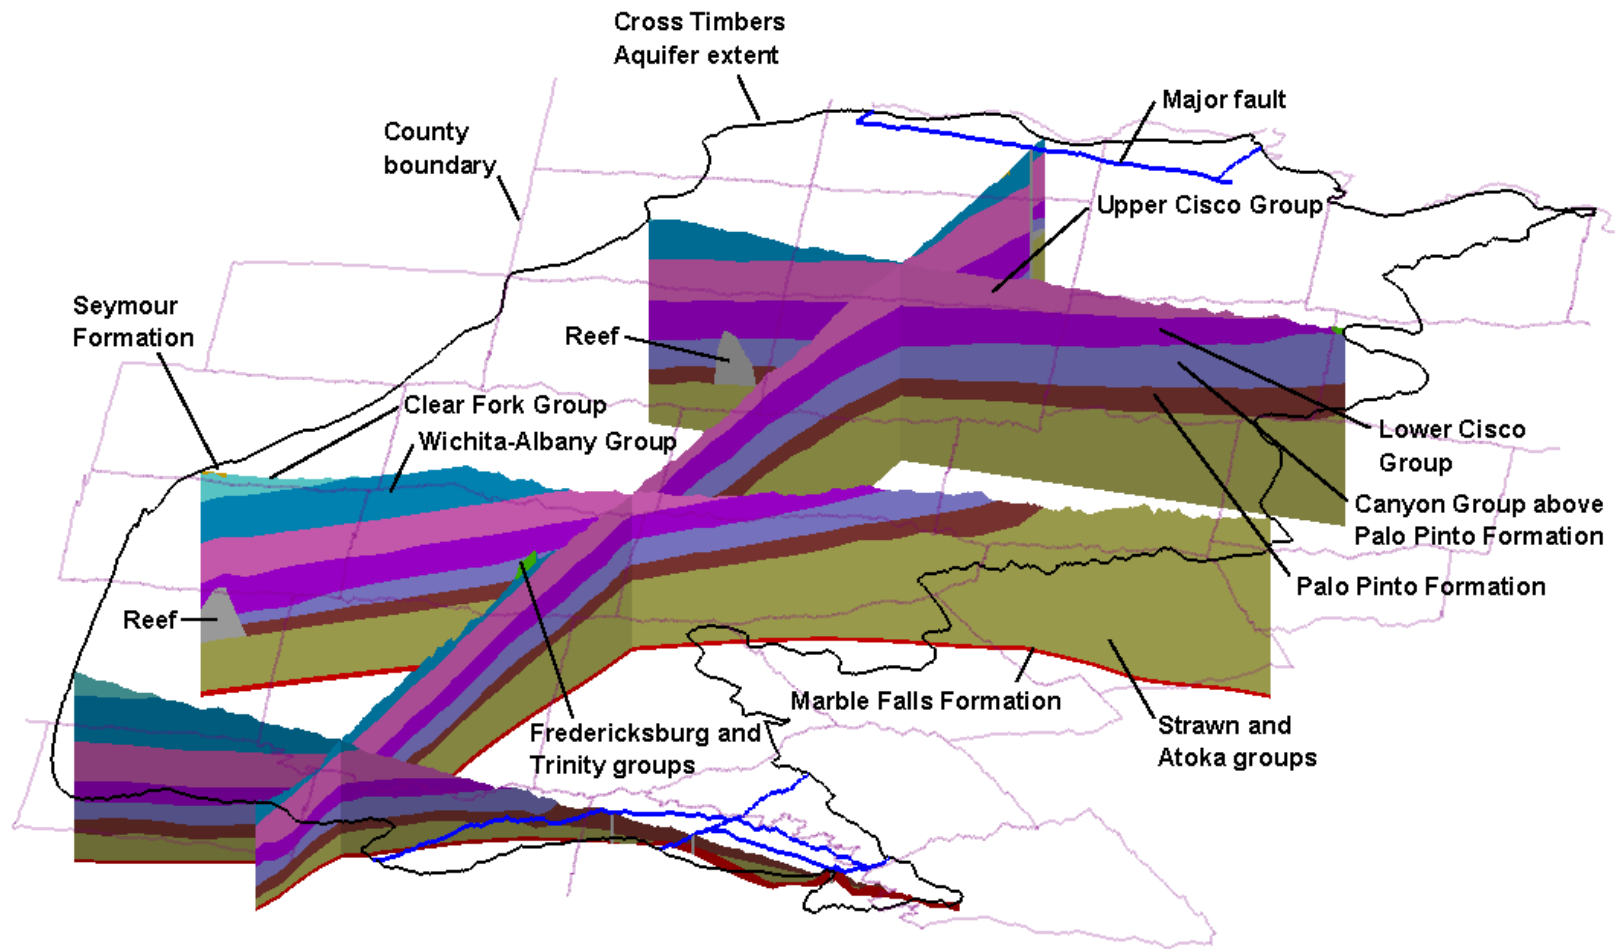 Cross Timbers
Aquifer extent
Major fault
County
boundary
Upper Cisco Group
Seymour
Formation
Reef
Clear Fork Group
Wichita-Albany Group
Lower Cisco
Group
Canyon Group above
Palo Pinto Formation
Palo Pinto Formation
Reef
Marble Falls Formation
Fredericksburg and
Trinity groups
Strawn and
Atoka groups